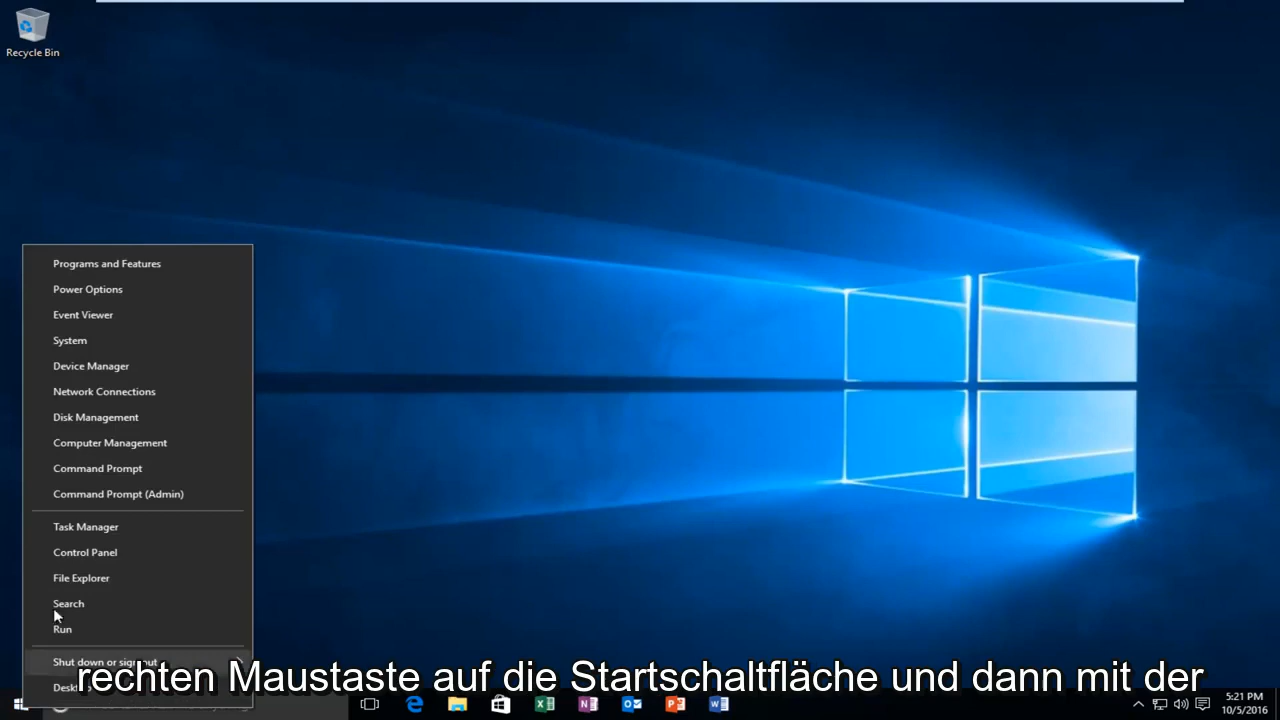 Recycle Bin
Programs and Features
Power Options
Event Viewer
System
Device Manager
Network Connections
Disk Management
Computer Management
Command Prompt
Command Prompt (Admin)
Task Manager
Control Panel
File Explorer
Search
Run
Shut down or sign out
rechten Maustaste auf die Startschaltfläche und dann mit der
5:21 PM
10/5/2016